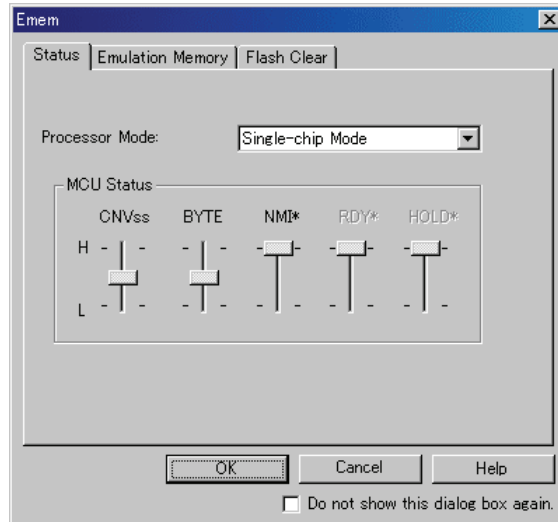 Emem
Status Emulation Memory Flash Clear
Processor Mode: Single-chip Mode
MCU Status
CNVss BYTE NMI* RDY* HOLD*
H
L
OK Cancel Help
Do not show this dialog box again.